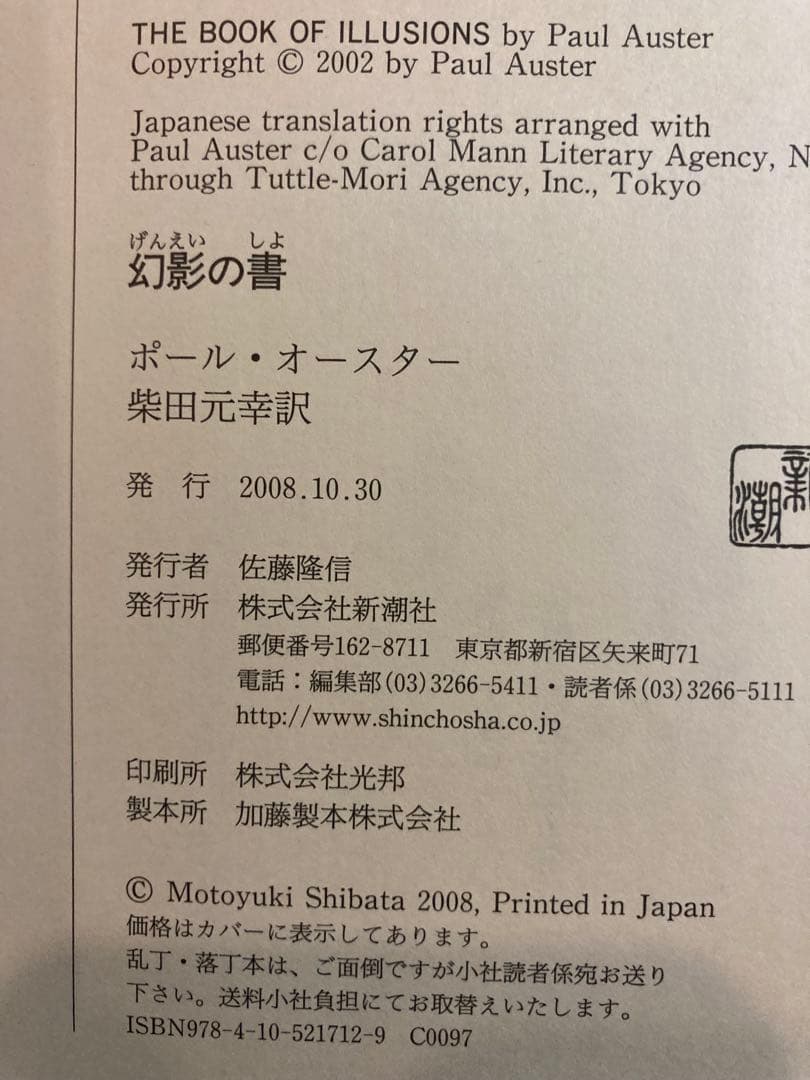 THE BOOK OF ILLUSIONS by Paul Auster
Copyright © 2002 by Paul Auster
Japanese translation rights arranged with
Paul Auster c/o Carol Mann Literary Agency, N
through Tuttle-Mori Agency, Inc., Tokyo
げんえい しよ
幻影の書
ポール・オースター
柴田元幸訳
発 行 2008.10.30
発行者 佐藤隆信
発行所 株式会社新潮社
郵便番号162-8711 東京都新宿区矢来町71
電話：編集部(03)3266-5411・読者係(03)3266-5111
http://www.shinchosha.co.jp
印刷所 株式会社光邦
製本所 加藤製本株式会社
© Motoyuki Shibata 2008, Printed in Japan
価格はカバーに表示してあります。
乱丁・落丁本は、ご面倒ですが小社読者係宛お送り
下さい。送料小社負担にてお取替えいたします。
ISBN978-4-10-521712-9 C0097
新潮